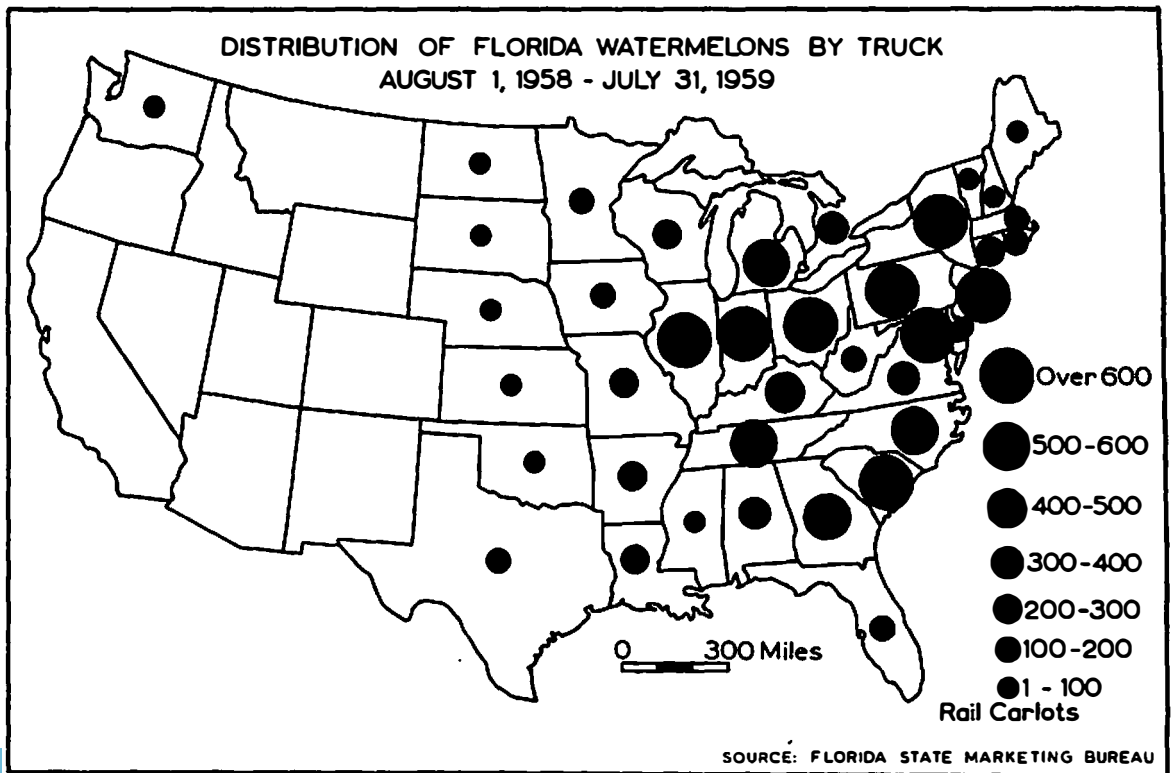 DISTRIBUTION OF FLORIDA WATERMELONS BY TRUCK
AUGUST 1, 1958 - JULY 31, 1959
Over 600
500-600
400-500
300-400
200-300
100-200
1 - 100
Rail Carlots
0 300 Miles
SOURCE: FLORIDA STATE MARKETING BUREAU